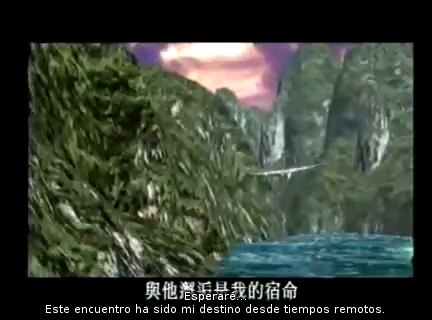 與他邂逅是我的宿命
Esperaré...
Este encuentro ha sido mi destino desde tiempos remotos.